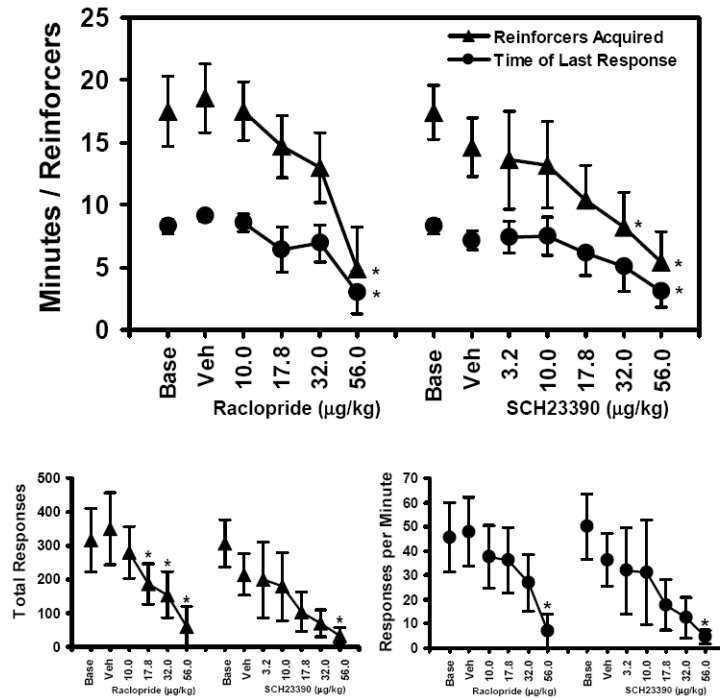 25
20
15
10
5
0
Minutes / Reinforcers
Reinforcers Acquired
Time of Last Response
* * * * *
Base Veh 10.0 17.8 32.0 56.0 Base Veh 3.2 10.0 17.8 32.0 56.0
Raclopride (μg/kg) SCH23390 (μg/kg)
500
400
300
200
100
0
Total Responses
* * * *
Base Veh 10.0 17.8 32.0 56.0 Base Veh 3.2 10.0 17.8 32.0 56.0
Raclopride (μg/kg) SCH23390 (μg/kg)
70
60
50
40
30
20
10
0
Responses per Minute
* *
Base Veh 10.0 17.8 32.0 56.0 Base Veh 3.2 10.0 17.8 32.0 56.0
Raclopride (μg/kg) SCH23390 (μg/kg)